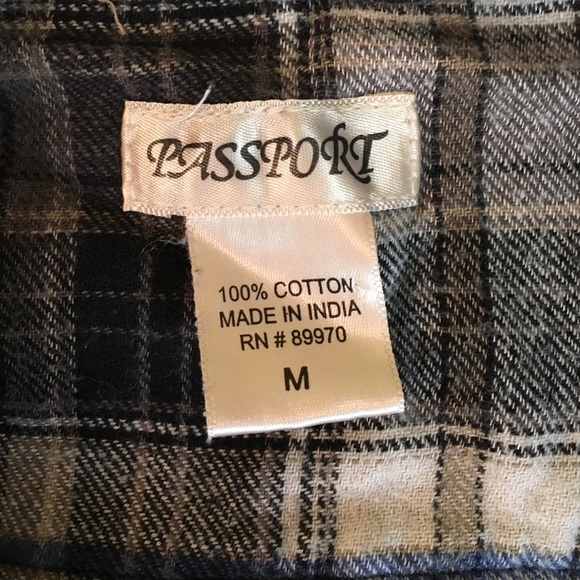 PASSPORT
100% COTTON
MADE IN INDIA
RN # 89970
M